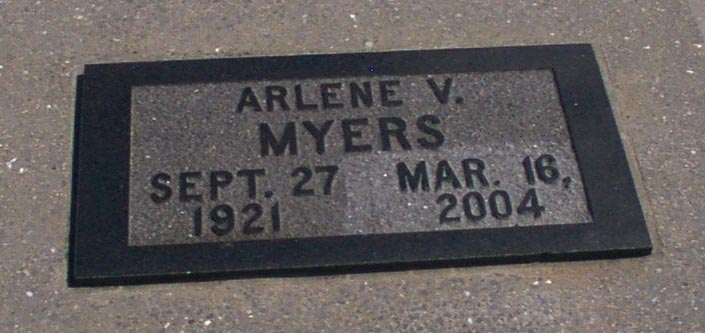 ARLENE V.
MYERS
SEPT. 27 MAR. 16,
1921 2004